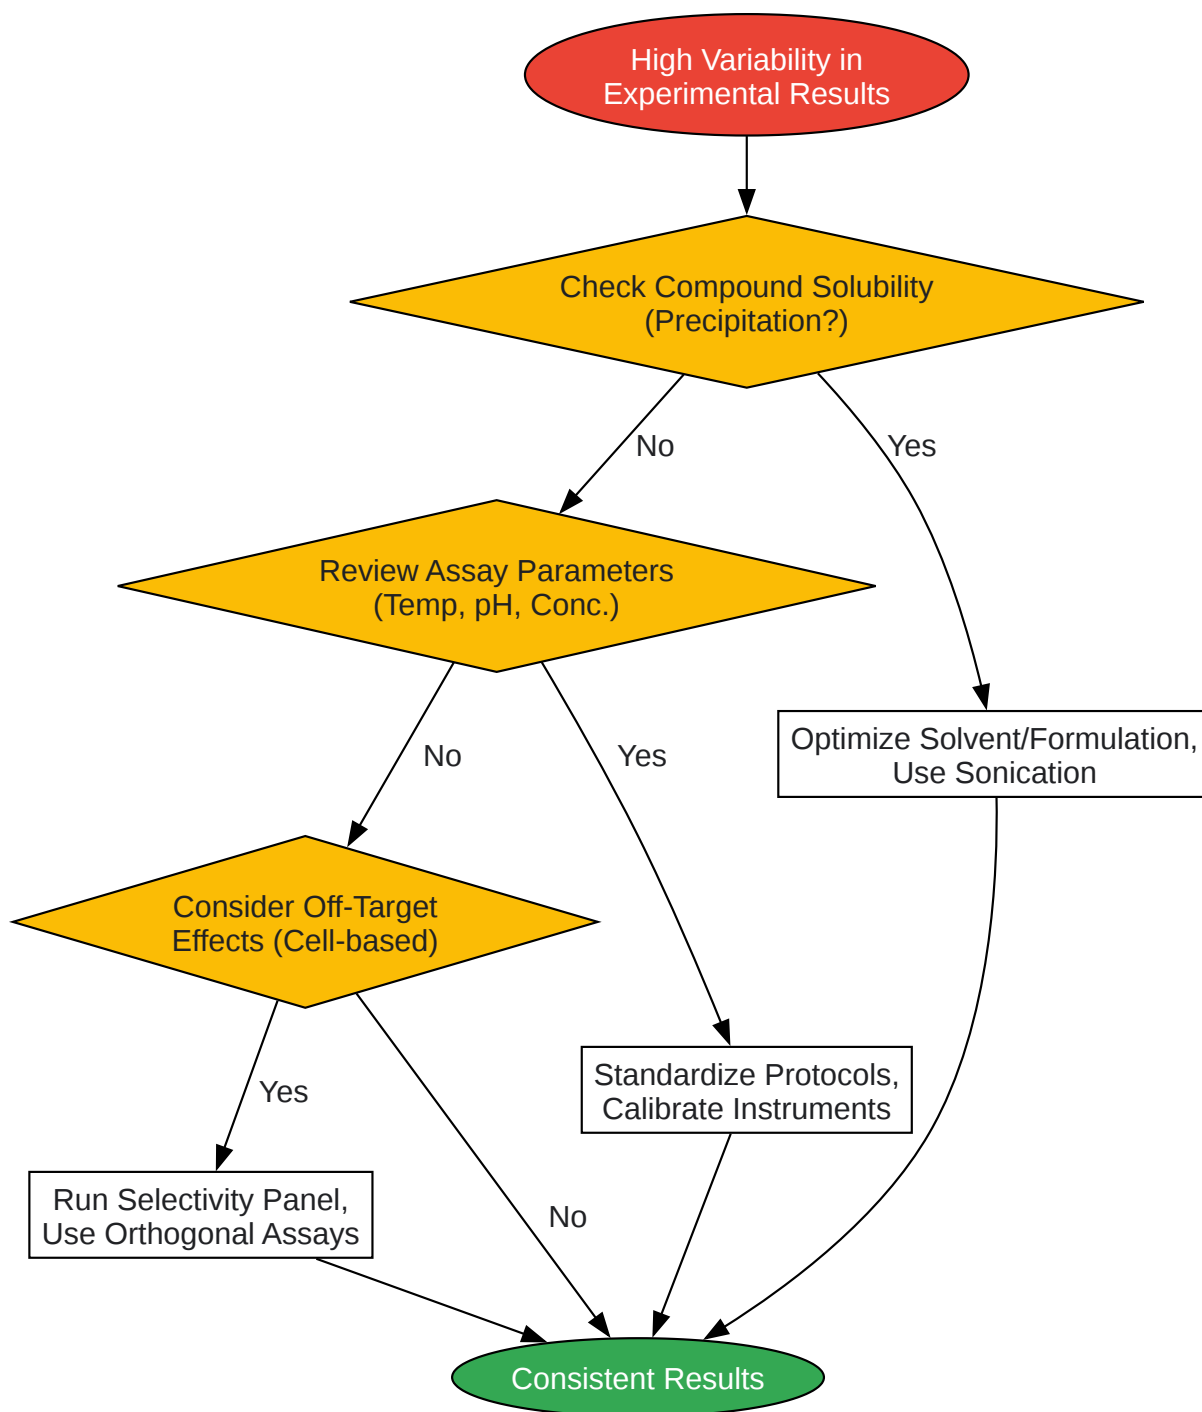 High Variability in
Experimental Results
Check Compound Solubility
(Precipitation?)
No
Yes
Review Assay Parameters
(Temp, pH, Conc.)
Optimize Solvent/Formulation,
Use Sonication
No
Yes
Consider Off-Target
Effects (Cell-based)
Standardize Protocols,
Calibrate Instruments
Yes
Run Selectivity Panel,
Use Orthogonal Assays
No
Consistent Results